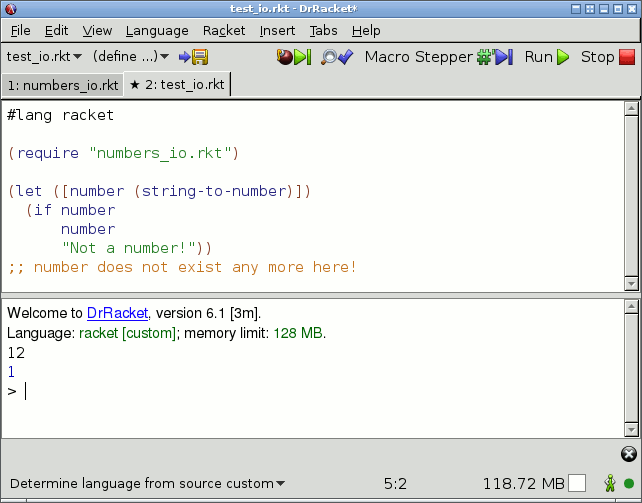 test_io.rkt - DrRacket*
File Edit View Language Racket Insert Tabs Help
test_io.rkt (define ...) Macro Stepper Run Stop
1: numbers_io.rkt ★ 2: test_io.rkt
#lang racket
(require "numbers_io.rkt")
(let ([number (string-to-number)])
(if number
number
"Not a number!"))
;; number does not exist any more here!
Welcome to DrRacket, version 6.1 [3m].
Language: racket [custom]; memory limit: 128 MB.
12
1
>
Determine language from source custom 5:2 118.72 MB